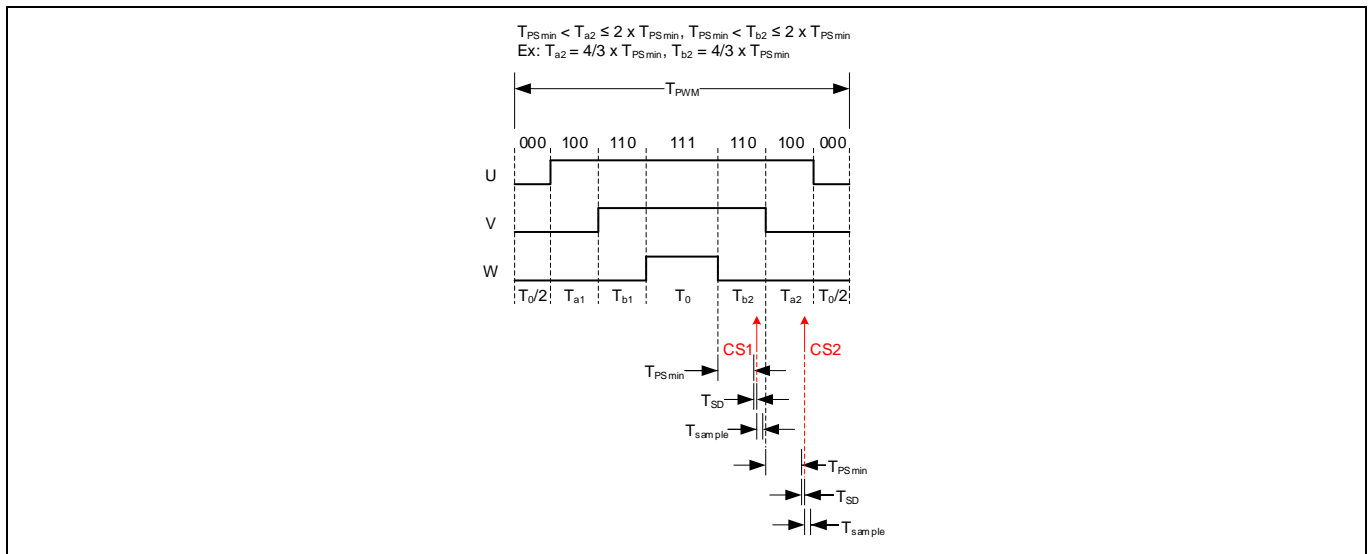 TPSmin < Ta2 ≤ 2 x TPSmin, TPSmin < Tb2 ≤ 2 x TPSmin
Ex: Ta2 = 4/3 x TPSmin, Tb2 = 4/3 x TPSmin
TPWM
000 100 110 111 110 100 000
U
V
W
T0/2 Ta1 Tb1 T0 Tb2 Ta2 T0/2
CS1 CS2
TPSmin
TSD
Tsample
TPSmin
TSD
Tsample